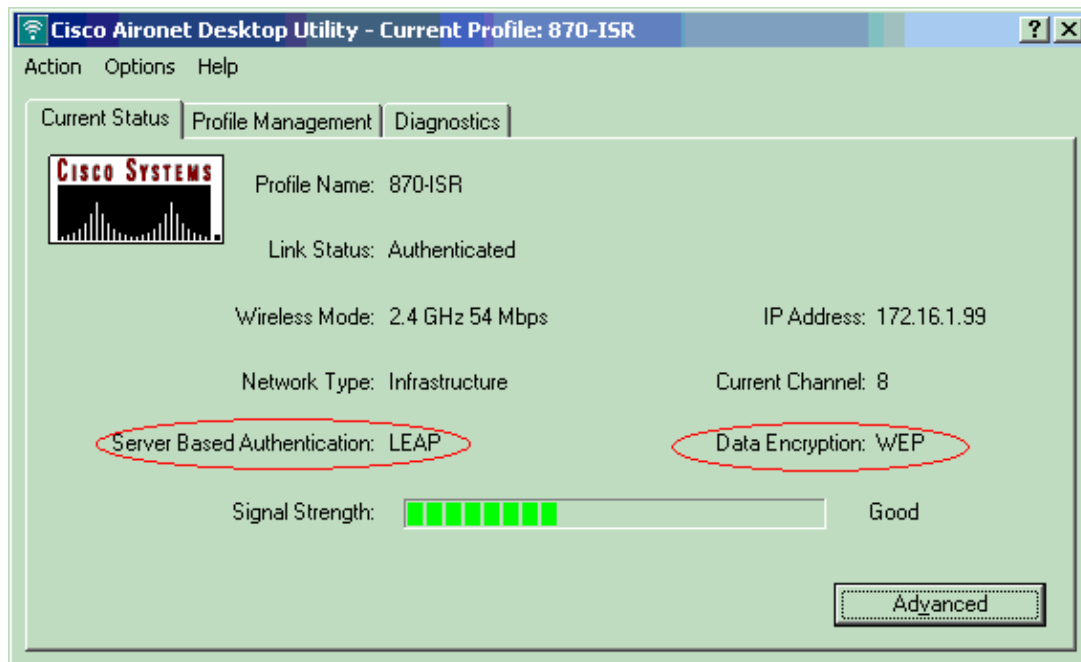 Cisco Aironet Desktop Utility - Current Profile: 870-ISR
Action Options Help
Current Status Profile Management Diagnostics
CISCO SYSTEMS
Profile Name: 870-ISR
Link Status: Authenticated
Wireless Mode: 2.4 GHz 54 Mbps IP Address: 172.16.1.99
Network Type: Infrastructure Current Channel: 8
Server Based Authentication: LEAP Data Encryption: WEP
Signal Strength: Good
Advanced